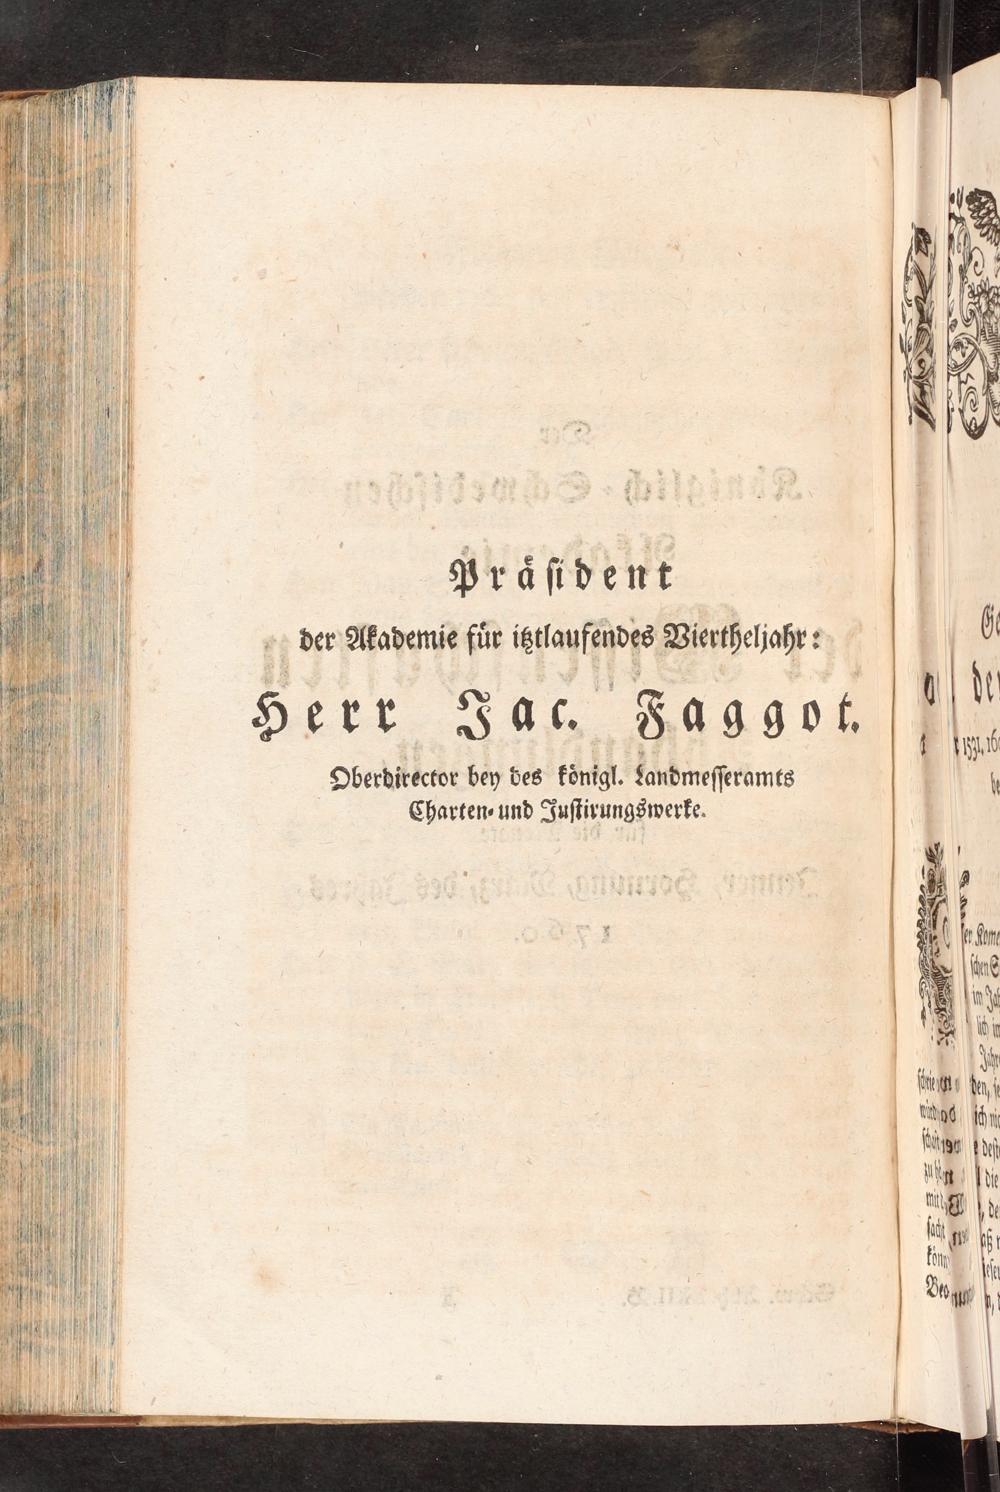 Präsident
der Akademie für itztlaufendes Viertheljahr:
Herr Jac. Faggot.
Oberdirector bey des königl. Landmesseramts
Charten- und Justirungswerke.